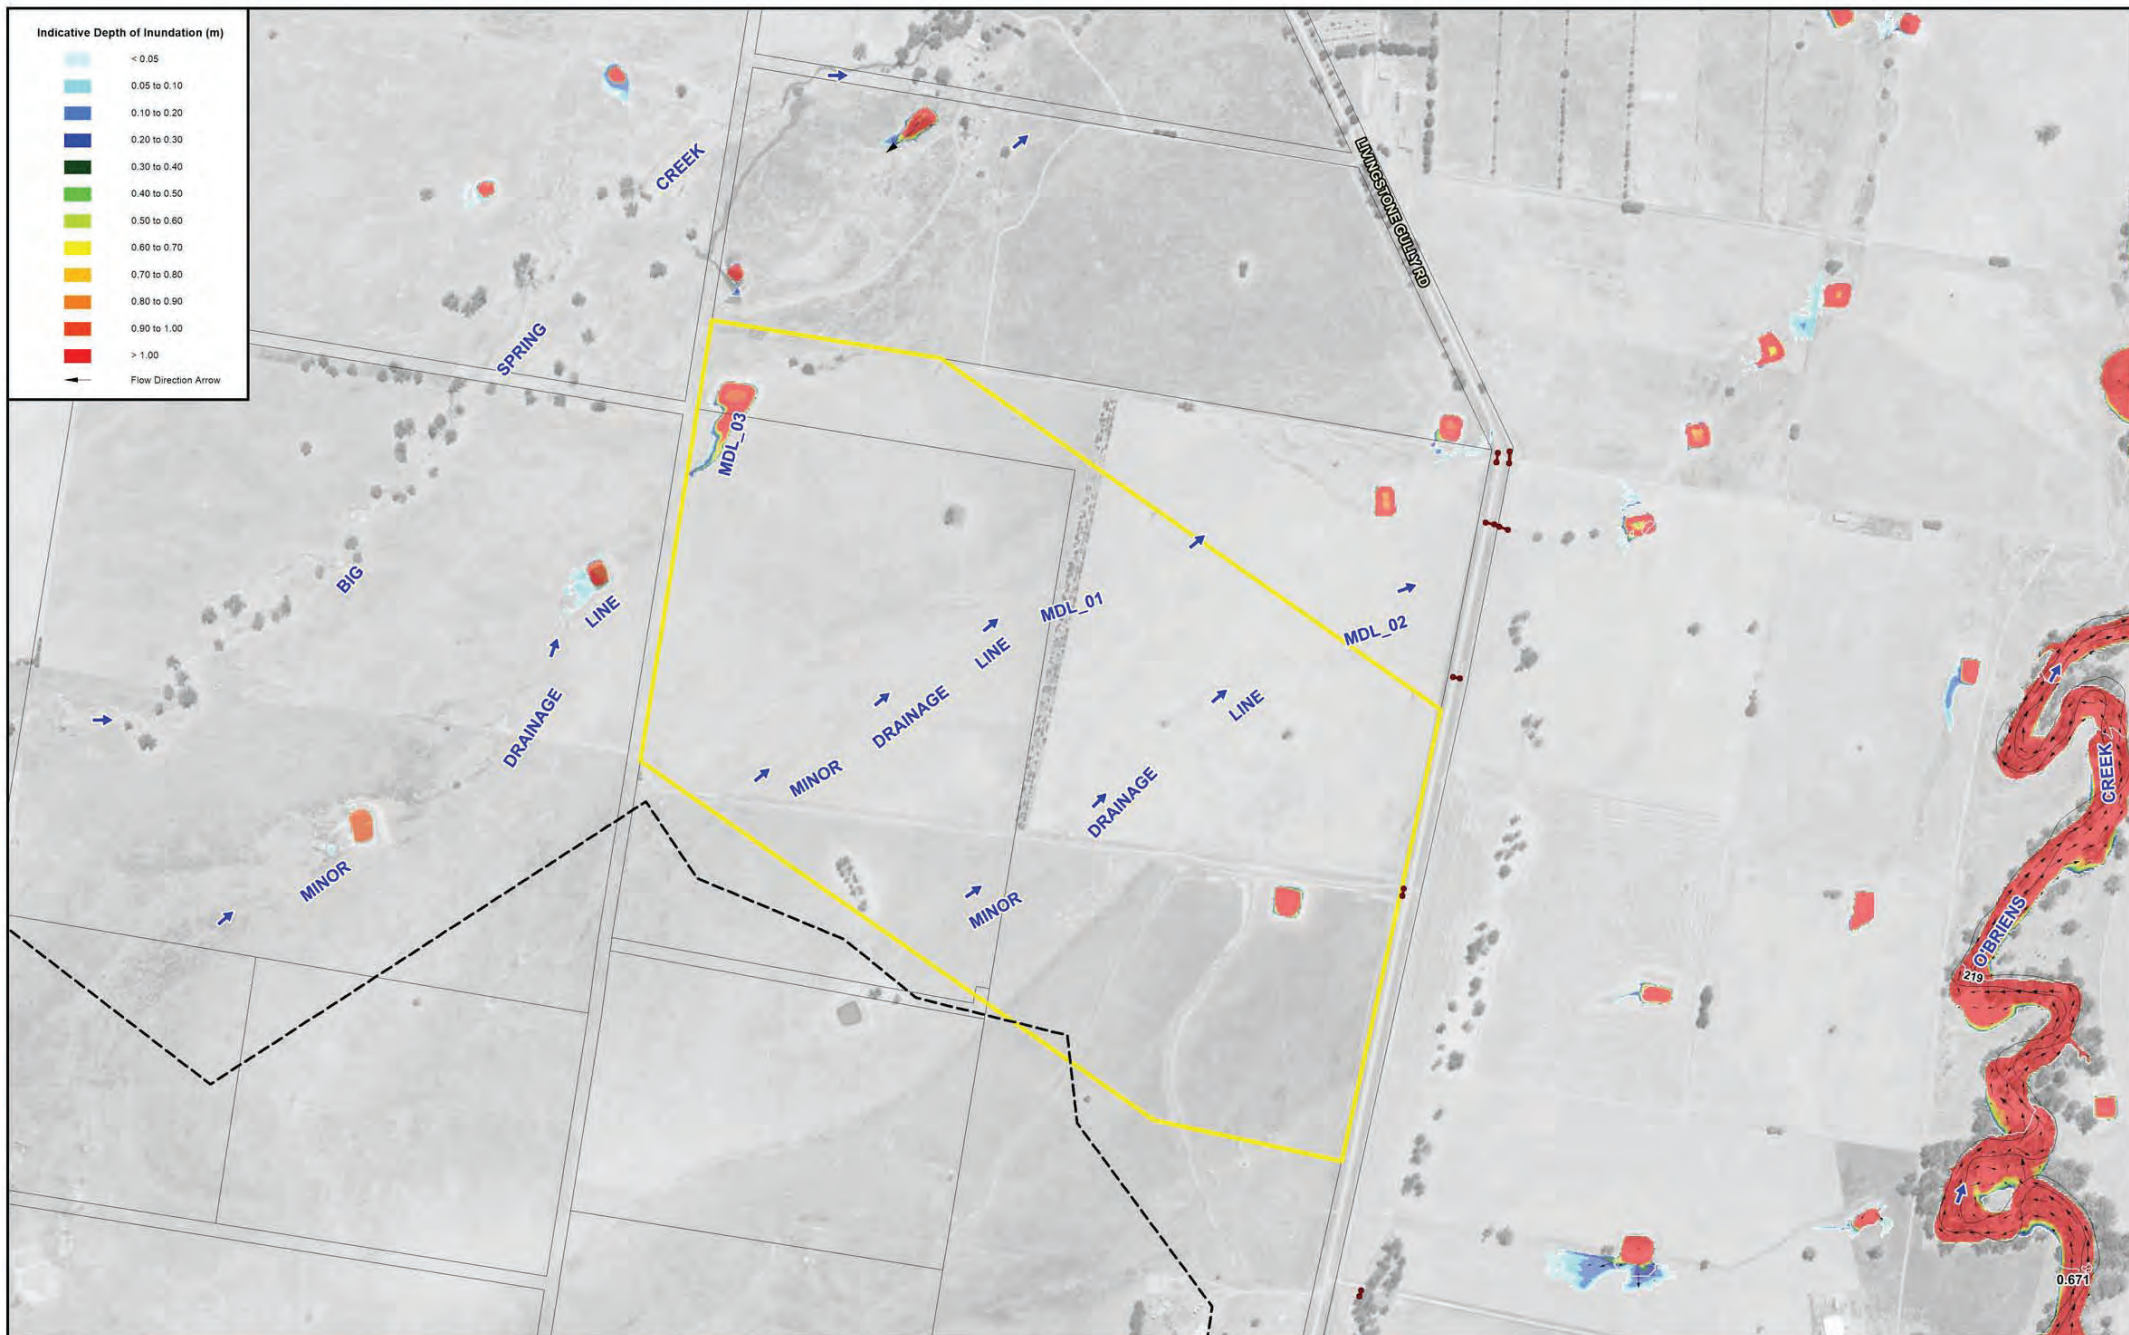 Indicative Depth of Inundation (m)
< 0.05
0.05 to 0.10
0.10 to 0.20
0.20 to 0.30
0.30 to 0.40
0.40 to 0.50
0.50 to 0.60
0.60 to 0.70
0.70 to 0.80
0.80 to 0.90
0.90 to 1.00
> 1.00
Flow Direction Arrow
CREEK
SPRING
BIG
LIVINGSTONE GULLY RD
MDL_03
LINE
DRAINAGE
MINOR
MDL_01
LINE
DRAINAGE
MINOR
MDL_02
LINE
DRAINAGE
MINOR
CREEK
O'BRIENS
219
0.671